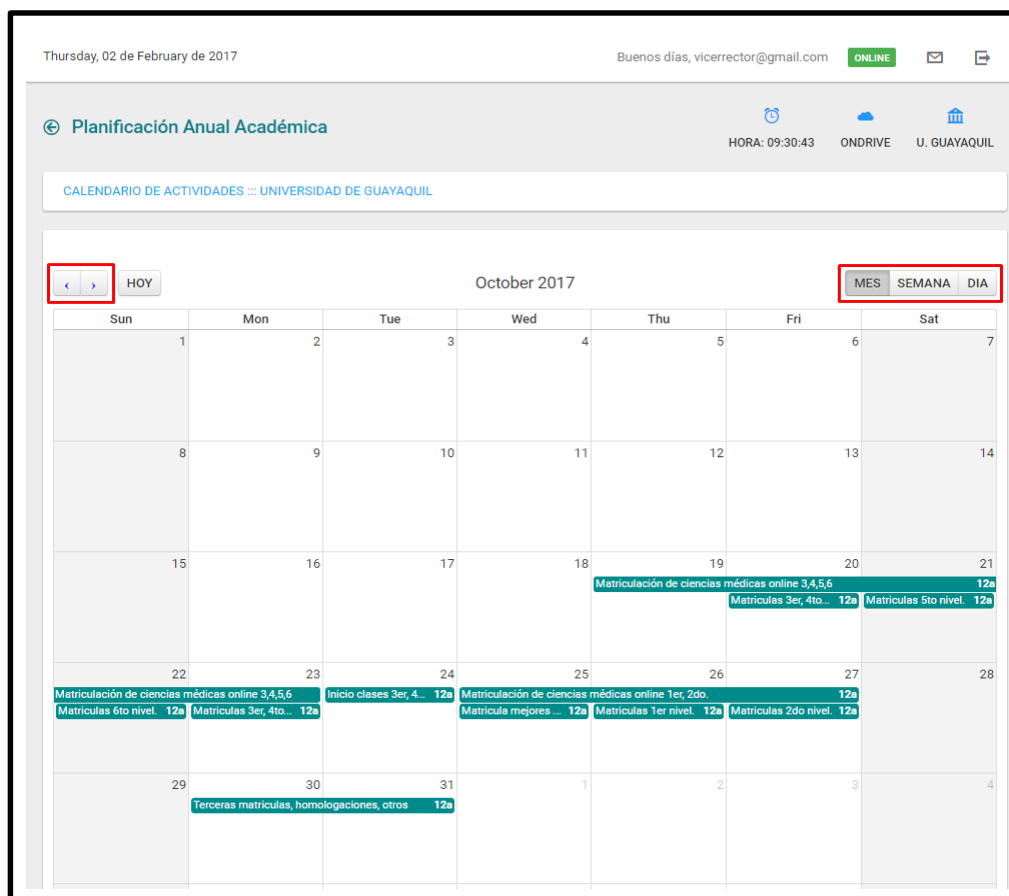 Thursday, 02 de February de 2017 Buenos días, vicerrector@gmail.com ONLINE
Planificación Anual Académica
HORA: 09:30:43 ONDRIVE U. GUAYAQUIL
CALENDARIO DE ACTIVIDADES ::: UNIVERSIDAD DE GUAYAQUIL
‹ › HOY October 2017 MES SEMANA DIA
Sun Mon Tue Wed Thu Fri Sat
1 2 3 4 5 6 7
8 9 10 11 12 13 14
15 16 17 18 19 20 21
Matriculación de ciencias médicas online 3,4,5,6 12a
Matriculas 3er, 4to... 12a Matriculas 5to nivel. 12a
22 23 24 25 26 27 28
Matriculación de ciencias médicas online 3,4,5,6 Inicio clases 3er, 4... 12a Matriculación de ciencias médicas online 1er, 2do. 12a
Matriculas 6to nivel. 12a Matriculas 3er, 4to... 12a Matricula mejores ... 12a Matriculas 1er nivel. 12a Matriculas 2do nivel. 12a
29 30 31 1 2 3 4
Terceras matriculas, homologaciones, otros 12a